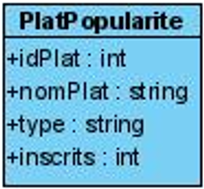 PlatPopularite
+idPlat : int
+nomPlat : string
+type : string
+inscrits : int